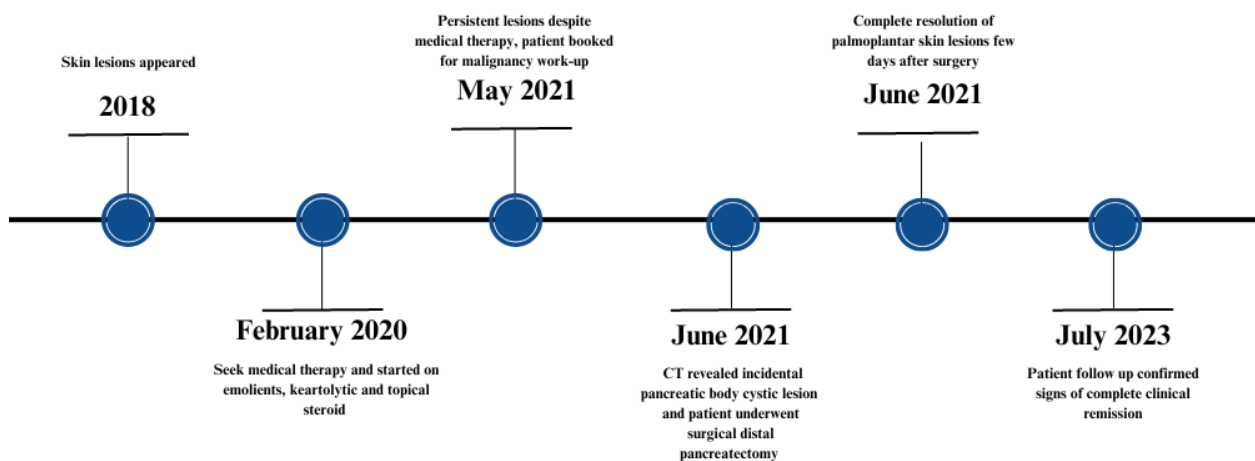 Skin lesions appeared
2018
February 2020
Seek medical therapy and started on
emolients, keartolytic and topical
steroid
Persistent lesions despite
medical therapy, patient booked
for malignancy work-up
May 2021
June 2021
CT revealed incidental
pancreatic body cystic lesion
and patient underwent
surgical distal
pancreatectomy
Complete resolution of
palmoplantar skin lesions few
days after surgery
June 2021
July 2023
Patient follow up confirmed
signs of complete clinical
remission